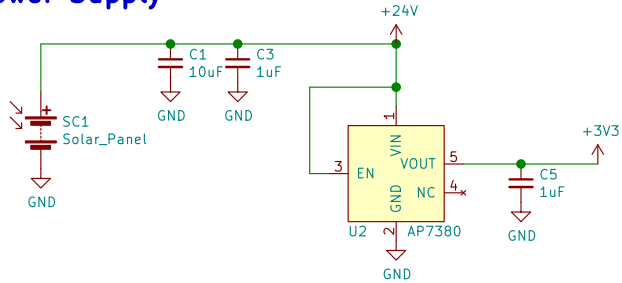 ower Supply
+24V
C1
10uF
C3
1uF
GND
GND
SC1
Solar_Panel
GND
1
VIN
+3V3
3
EN
VOUT
5
NC
4
GND
2
U2
AP7380
C5
1uF
GND
GND